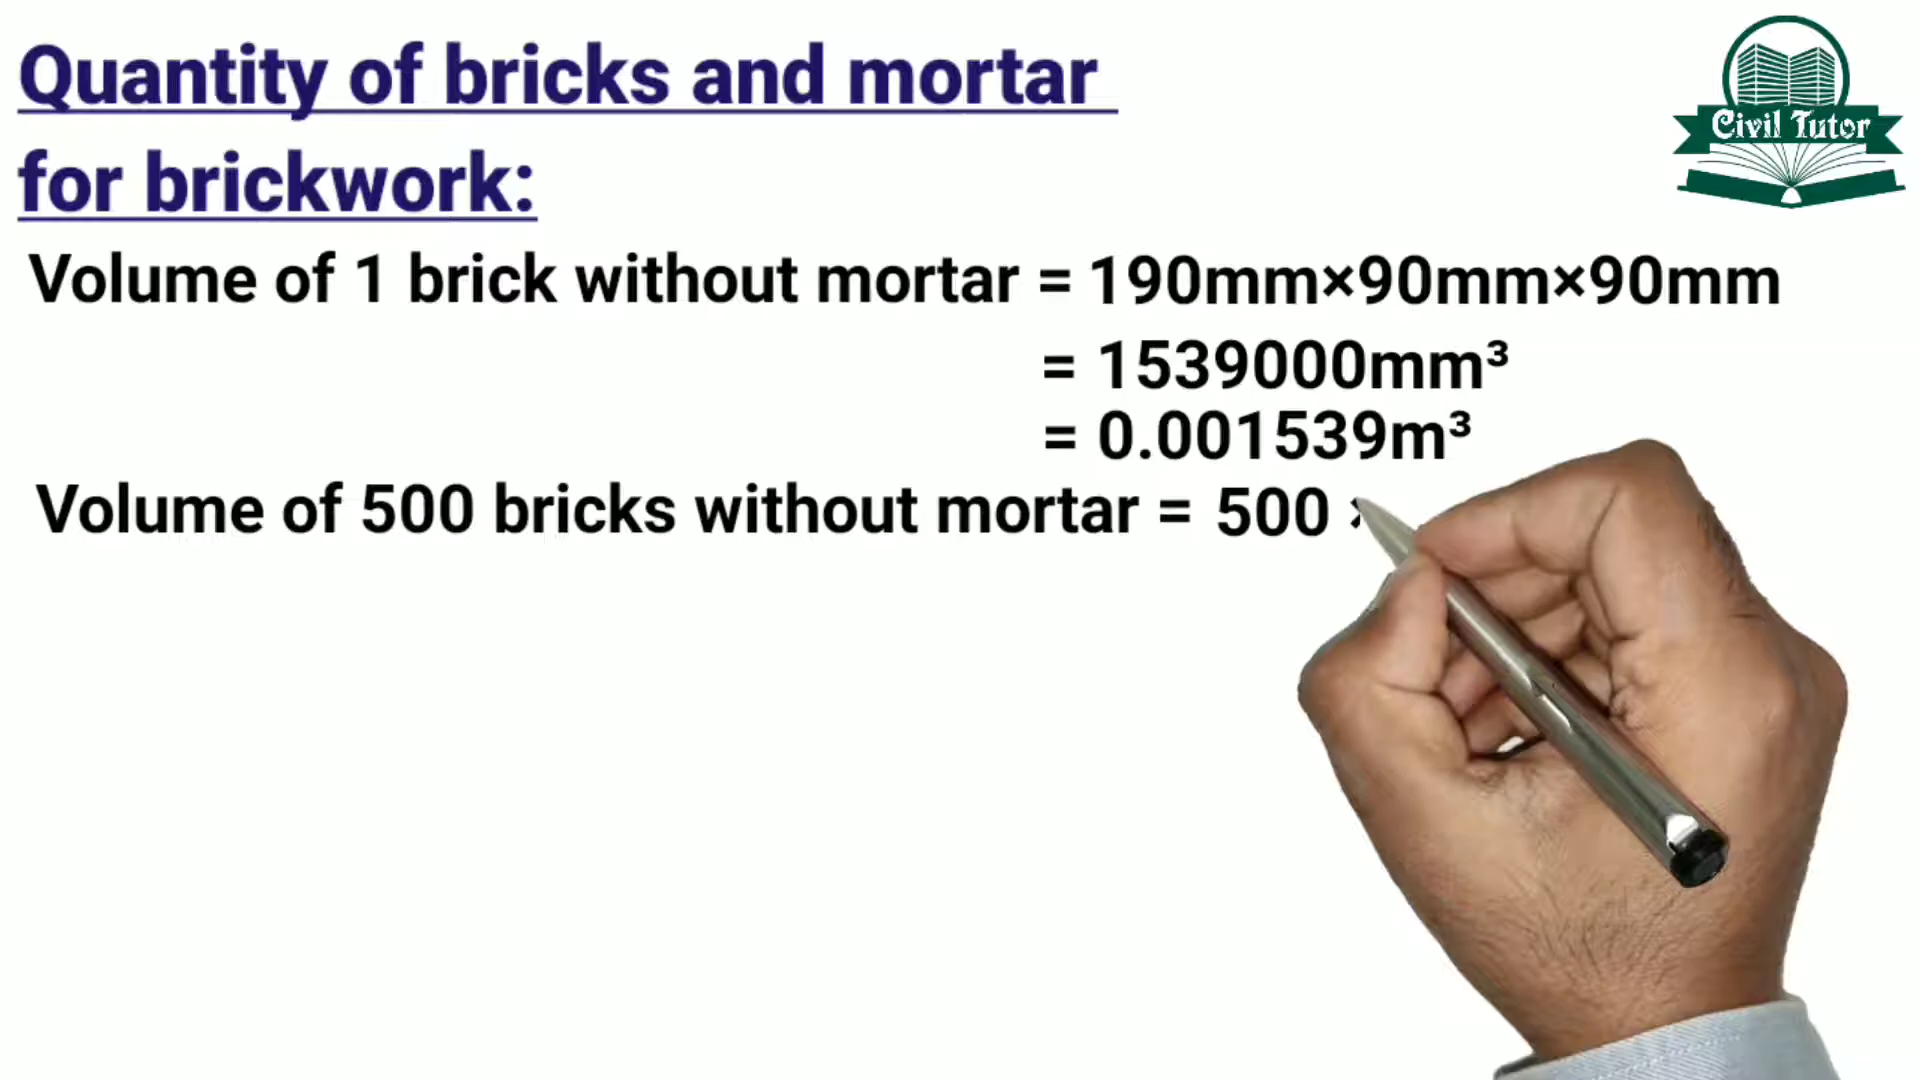 Quantity of bricks and mortar
for brickwork:
Civil Tutor
Volume of 1 brick without mortar = 190mm×90mm×90mm
= 1539000mm³
= 0.001539m³
Volume of 500 bricks without mortar = 500